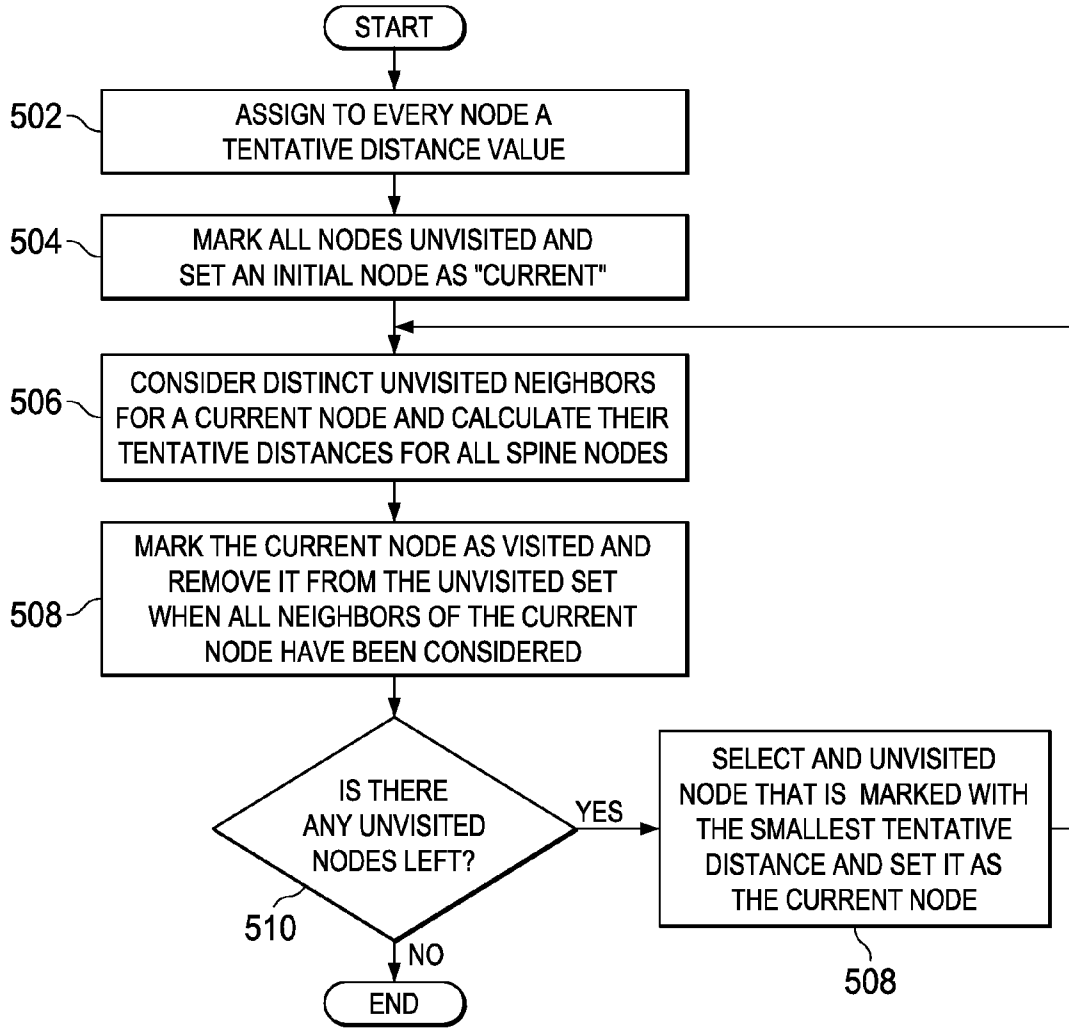 START
502
ASSIGN TO EVERY NODE A
TENTATIVE DISTANCE VALUE
504
MARK ALL NODES UNVISITED AND
SET AN INITIAL NODE AS "CURRENT"
506
CONSIDER DISTINCT UNVISITED NEIGHBORS
FOR A CURRENT NODE AND CALCULATE THEIR
TENTATIVE DISTANCES FOR ALL SPINE NODES
508
MARK THE CURRENT NODE AS VISITED AND
REMOVE IT FROM THE UNVISITED SET
WHEN ALL NEIGHBORS OF THE CURRENT
NODE HAVE BEEN CONSIDERED
IS THERE
ANY UNVISITED
NODES LEFT?
510
YES
SELECT AND UNVISITED
NODE THAT IS MARKED WITH
THE SMALLEST TENTATIVE
DISTANCE AND SET IT AS
THE CURRENT NODE
508
NO
END